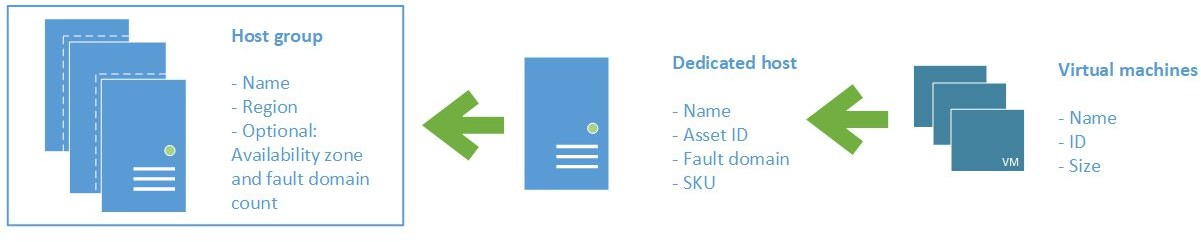 Host group
- Name
- Region
- Optional:
Availability zone
and fault domain
count
Dedicated host
- Name
- Asset ID
- Fault domain
- SKU
Virtual machines
- Name
- ID
- Size
VM